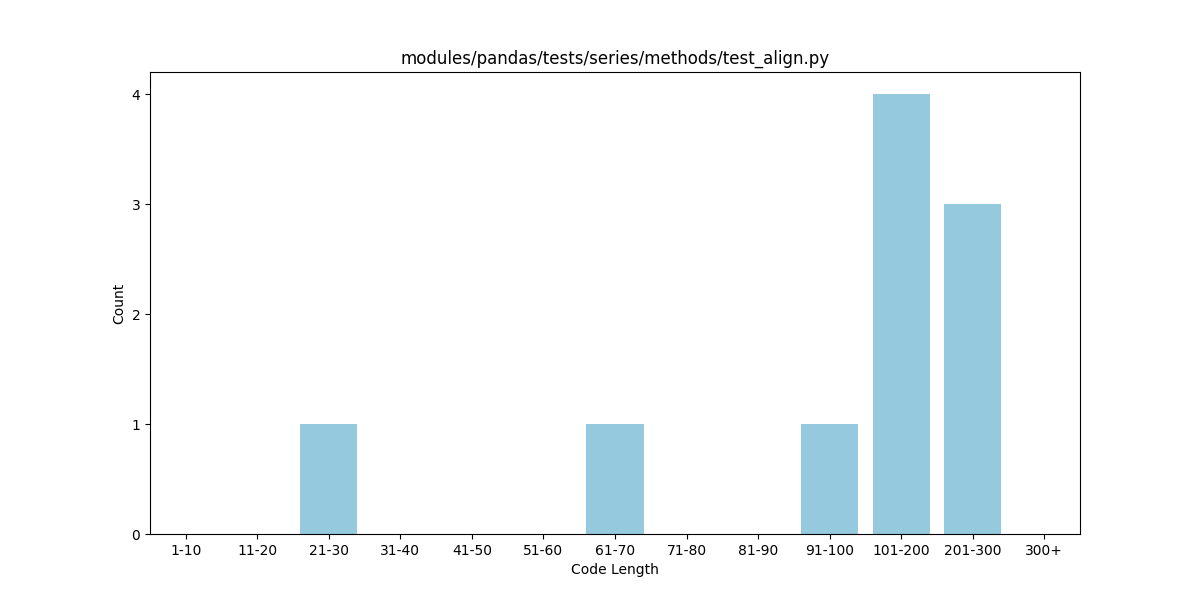 modules/pandas/tests/series/methods/test_align.py
Count
4
3
2
1
0
1-10 11-20 21-30 31-40 41-50 51-60 61-70 71-80 81-90 91-100 101-200 201-300 300+
Code Length